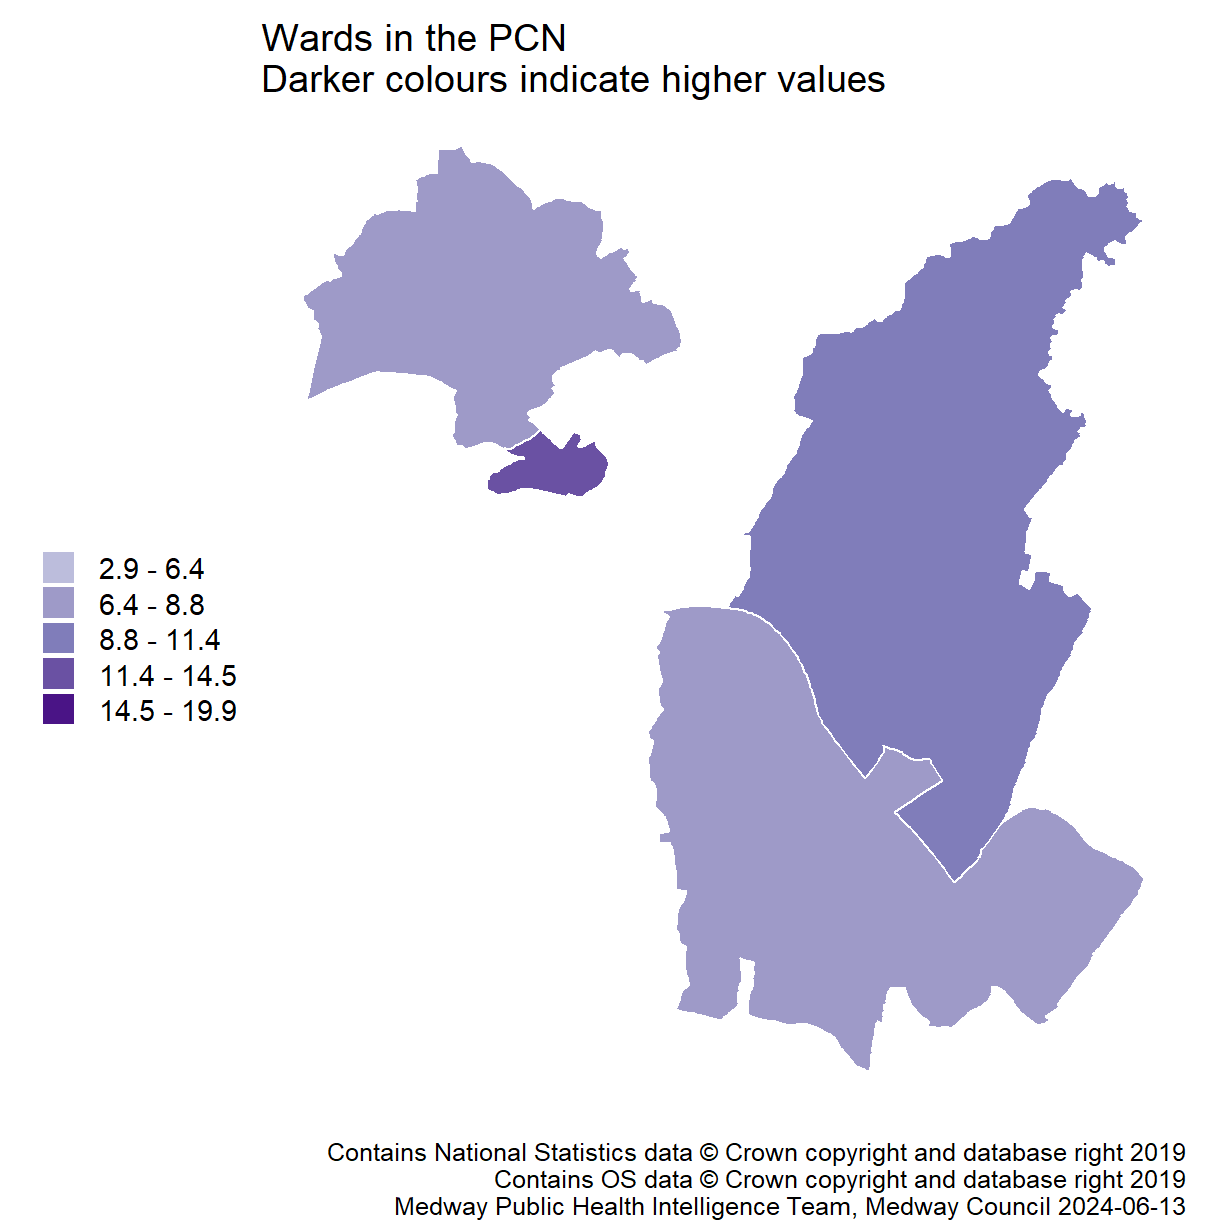 Wards in the PCN
Darker colours indicate higher values
2.9 - 6.4
6.4 - 8.8
8.8 - 11.4
11.4 - 14.5
14.5 - 19.9
Contains National Statistics data © Crown copyright and database right 2019
Contains OS data © Crown copyright and database right 2019
Medway Public Health Intelligence Team, Medway Council 2024-06-13